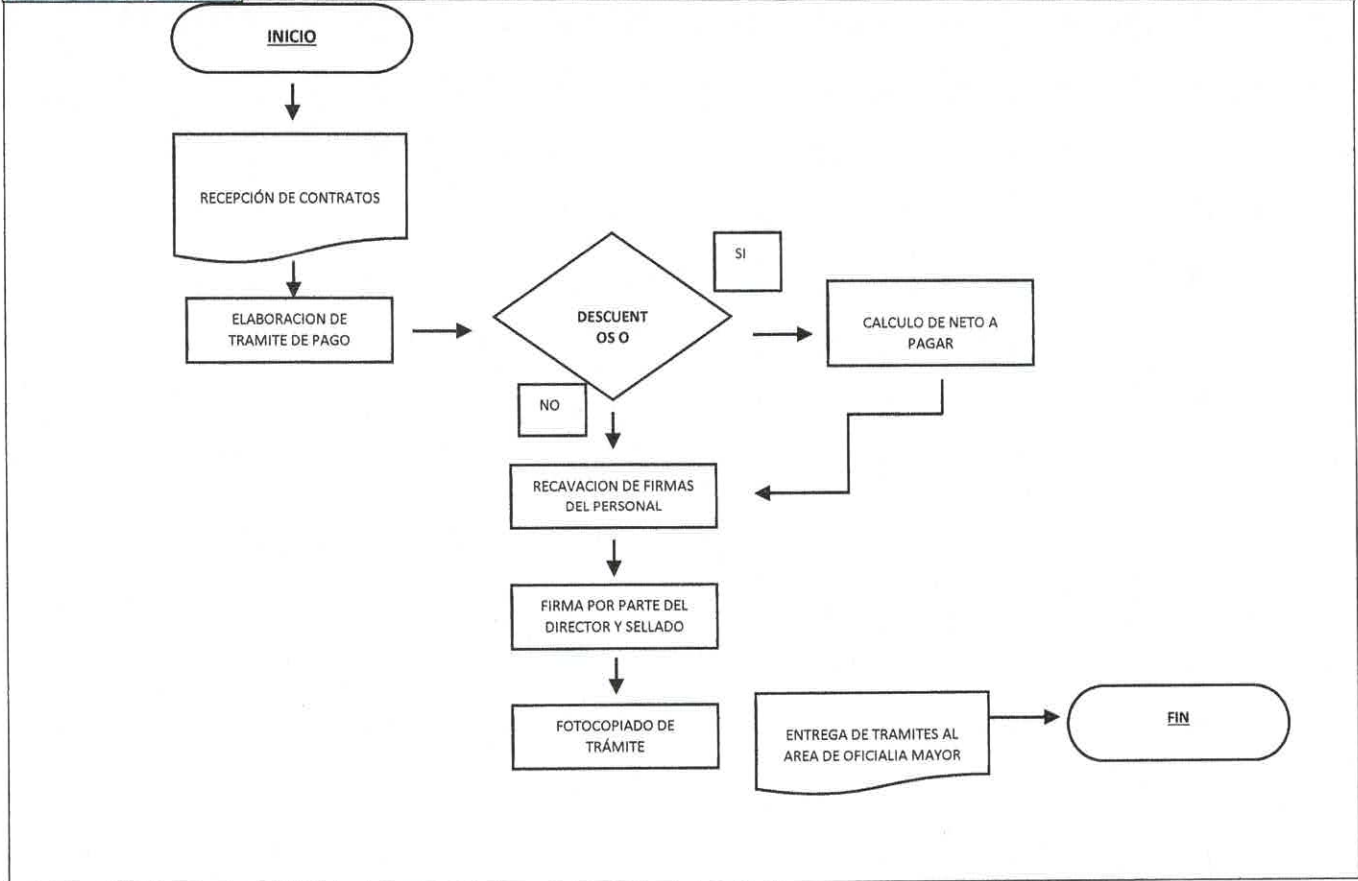 INICIO
RECEPCIÓN DE CONTRATOS
ELABORACION DE
TRAMITE DE PAGO
DESCUENT
OS O
SI
CALCULO DE NETO A
PAGAR
NO
RECAVACION DE FIRMAS
DEL PERSONAL
FIRMA POR PARTE DEL
DIRECTOR Y SELLADO
FOTOCOPIADO DE
TRÁMITE
ENTREGA DE TRAMITES AL
AREA DE OFICIALIA MAYOR
FIN